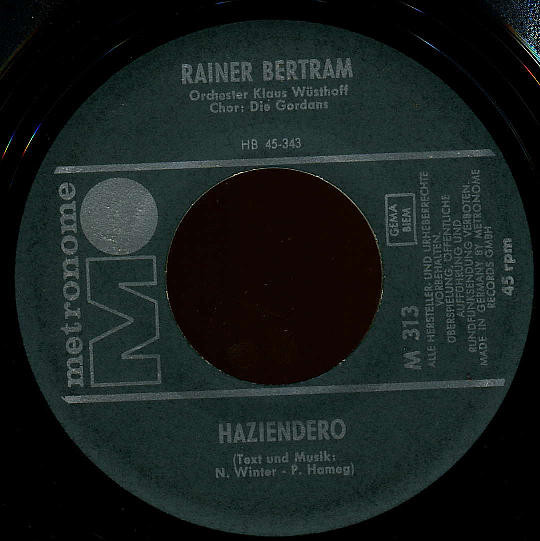 RAINER BERTRAM
Orchester Klaus Wüsthoff
Chor: Die Gordans
HB 45-343
metronome
M
GEMA
BIEM
M 313
ALLE HERSTELLER- UND URHEBERRECHTE
VORBEHALTEN.
ÜBERSPIELUNG, ÖFFENTLICHE
AUFFÜHRUNG UND
RUNDFUNKSENDUNG VERBOTEN.
MADE IN GERMANY BY METRONOME
RECORDS GMBH
45 rpm
HAZIENDERO
(Text und Musik:
N. Winter - P. Hameg)